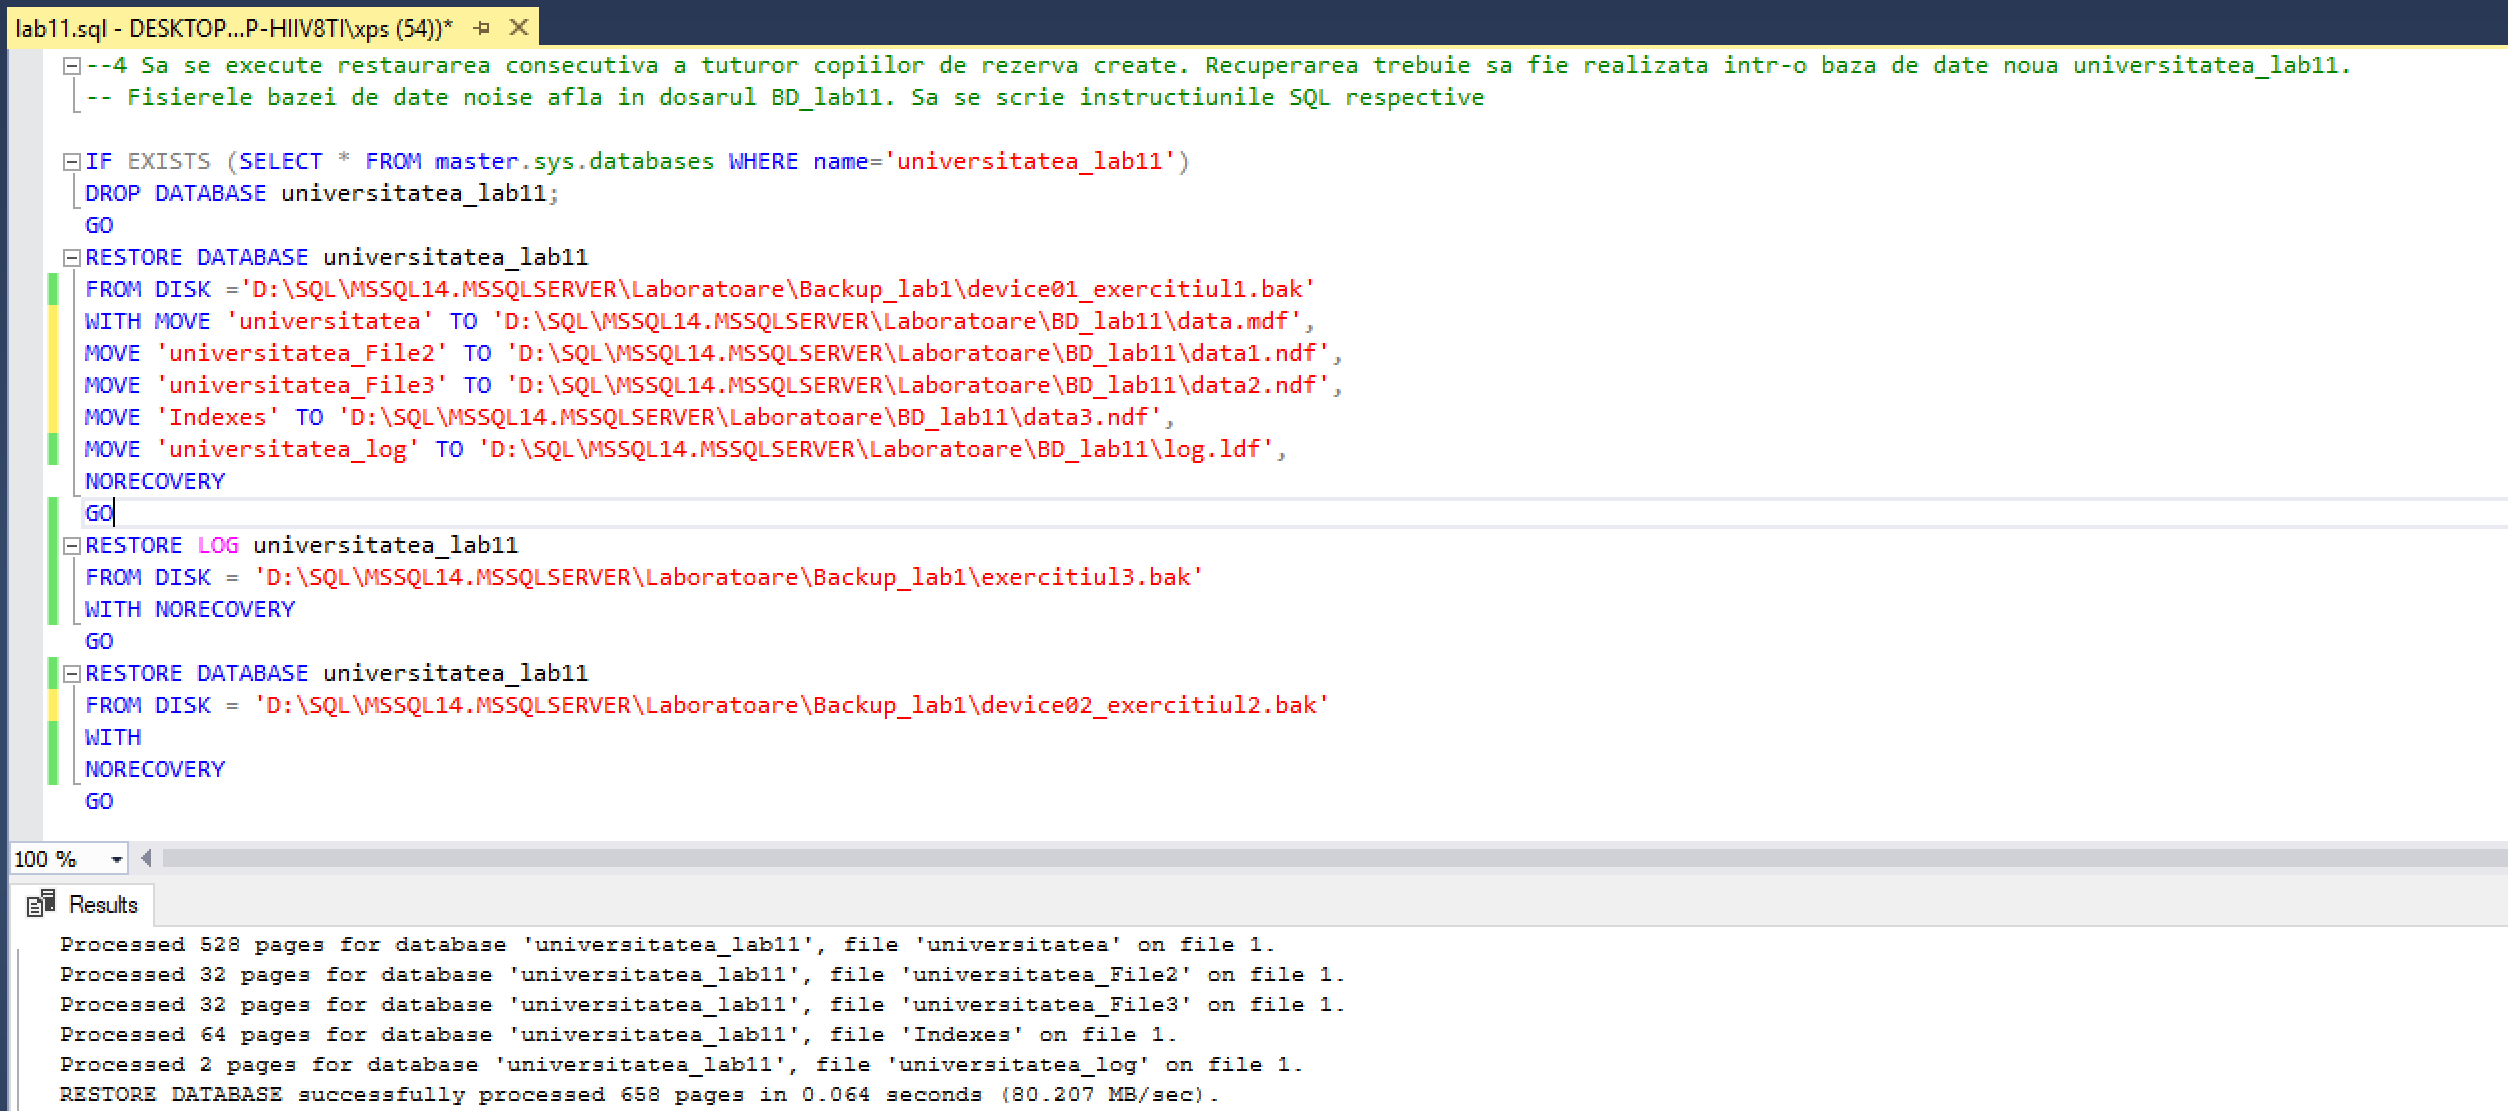 lab11.sql - DESKTOP...P-HIIV8TI\xps (54))*
--4 Sa se execute restaurarea consecutiva a tuturor copiilor de rezerva create. Recuperarea trebuie sa fie realizata intr-o baza de date noua universitatea_lab11.
-- Fisierele bazei de date noise afla in dosarul BD_lab11. Sa se scrie instructiunile SQL respective
IF EXISTS (SELECT * FROM master.sys.databases WHERE name='universitatea_lab11')
DROP DATABASE universitatea_lab11;
GO
RESTORE DATABASE universitatea_lab11
FROM DISK ='D:\SQL\MSSQL14.MSSQLSERVER\Laboratoare\Backup_lab1\device01_exercitiul1.bak'
WITH MOVE 'universitatea' TO 'D:\SQL\MSSQL14.MSSQLSERVER\Laboratoare\BD_lab11\data.mdf',
MOVE 'universitatea_File2' TO 'D:\SQL\MSSQL14.MSSQLSERVER\Laboratoare\BD_lab11\data1.ndf',
MOVE 'universitatea_File3' TO 'D:\SQL\MSSQL14.MSSQLSERVER\Laboratoare\BD_lab11\data2.ndf',
MOVE 'Indexes' TO 'D:\SQL\MSSQL14.MSSQLSERVER\Laboratoare\BD_lab11\data3.ndf',
MOVE 'universitatea_log' TO 'D:\SQL\MSSQL14.MSSQLSERVER\Laboratoare\BD_lab11\log.ldf',
NORECOVERY
GO
RESTORE LOG universitatea_lab11
FROM DISK = 'D:\SQL\MSSQL14.MSSQLSERVER\Laboratoare\Backup_lab1\exercitiul3.bak'
WITH NORECOVERY
GO
RESTORE DATABASE universitatea_lab11
FROM DISK = 'D:\SQL\MSSQL14.MSSQLSERVER\Laboratoare\Backup_lab1\device02_exercitiul2.bak'
WITH
NORECOVERY
GO
100 %
Results
Processed 528 pages for database 'universitatea_lab11', file 'universitatea' on file 1.
Processed 32 pages for database 'universitatea_lab11', file 'universitatea_File2' on file 1.
Processed 32 pages for database 'universitatea_lab11', file 'universitatea_File3' on file 1.
Processed 64 pages for database 'universitatea_lab11', file 'Indexes' on file 1.
Processed 2 pages for database 'universitatea_lab11', file 'universitatea_log' on file 1.
RESTORE DATABASE successfully processed 658 pages in 0.064 seconds (80.207 MB/sec).